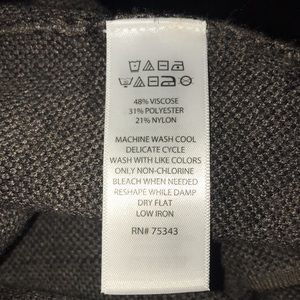 48% VISCOSE
31% POLYESTER
21% NYLON
MACHINE WASH COOL
DELICATE CYCLE
WASH WITH LIKE COLORS
ONLY NON-CHLORINE
BLEACH WHEN NEEDED
RESHAPE WHILE DAMP
DRY FLAT
LOW IRON
RN# 75343